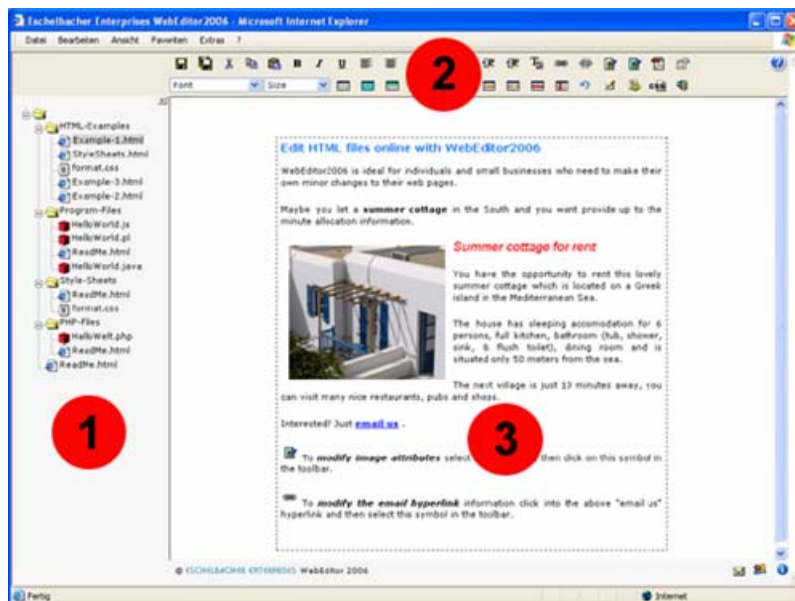 Eschelbacher Enterprises WebEditor2006 - Microsoft Internet Explorer
Datei Bearbeiten Ansicht Favoriten Extras ?
Font Size
2
HTML-Examples
Example-1.html
StyleSheets.html
format.css
Example-3.html
Example-2.html
Program-Files
HelloWorld.js
HelloWorld.pl
ReadMe.html
HelloWorld.java
Style-Sheets
ReadMe.html
format.css
PHP-Files
HalloWelt.php
ReadMe.html
ReadMe.html
1
Edit HTML files online with WebEditor2006
WebEditor2006 is ideal for individuals and small businesses who need to make their
own minor changes to their web pages.
Maybe you let a summer cottage in the South and you want provide up to the
minute allocation information.
Summer cottage for rent
You have the opportunity to rent this lovely
summer cottage which is located on a Greek
island in the Mediterranean Sea.
The house has sleeping accomodation for 6
persons, full kitchen, bathroom (tub, shower,
sink, & flush toilet), dining room and is
situated only 50 meters from the sea.
The next village is just 13 minutes away, you
can visit many nice restaurants, pubs and shops.
Interested? Just email us .
3
To modify image attributes select then click on this symbol in
the toolbar.
To modify the email hyperlink information click into the above "email us"
hyperlink and then select this symbol in the toolbar.
© ESCHELBACHER ENTERPRISES WebEditor 2006
Fertig Internet